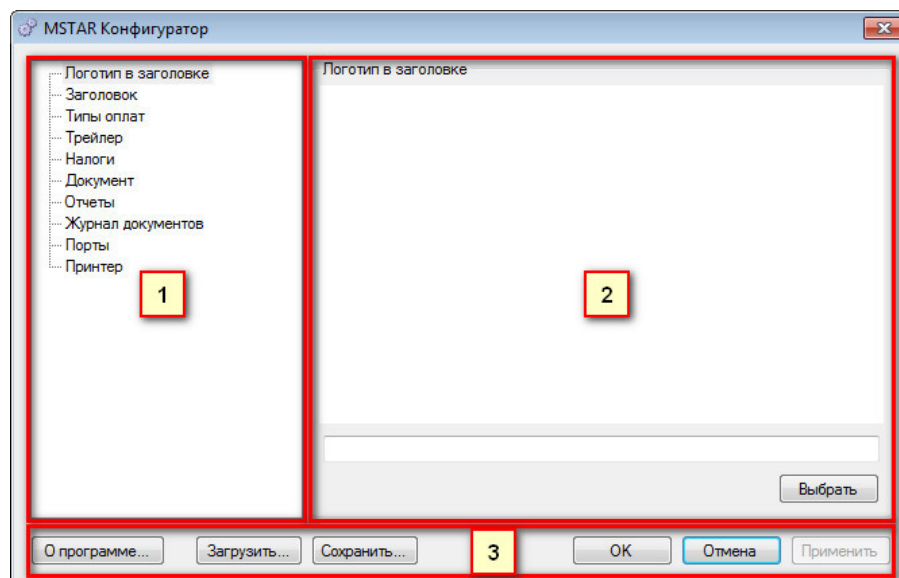 MSTAR Конфигуратор
Логотип в заголовке
Заголовок
Типы оплат
Трейлер
Налоги
Документ
Отчеты
Журнал документов
Порты
Принтер
1
Логотип в заголовке
2
Выбрать
О программе...
Загрузить...
Сохранить...
3
OK
Отмена
Применить